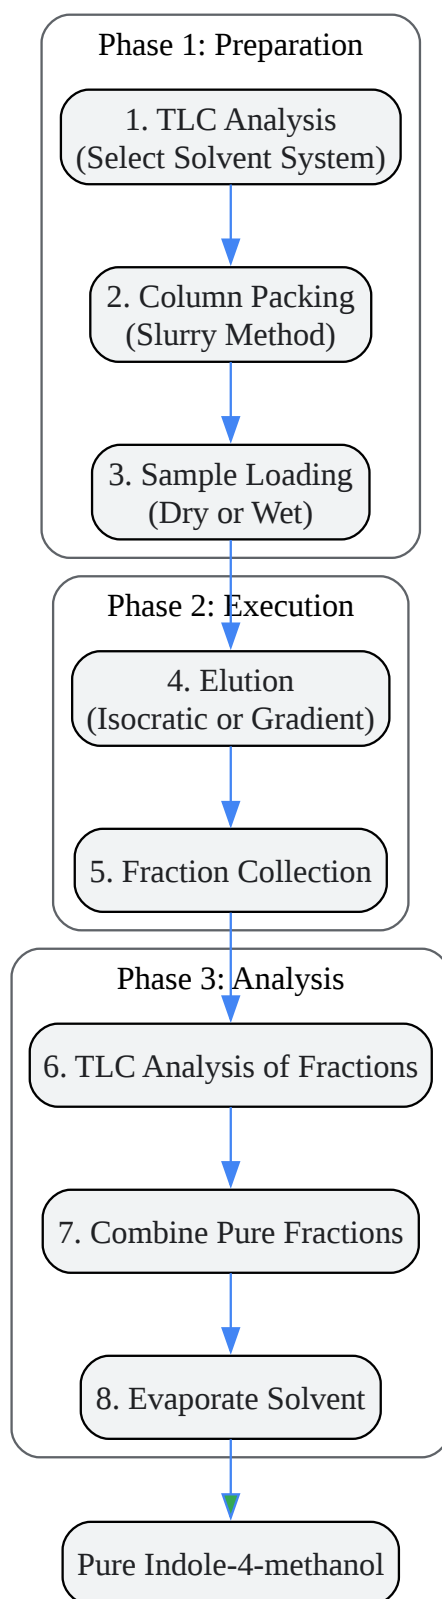 Phase 1: Preparation
1. TLC Analysis
(Select Solvent System)
2. Column Packing
(Slurry Method)
3. Sample Loading
(Dry or Wet)
Phase 2: Execution
4. Elution
(Isocratic or Gradient)
5. Fraction Collection
Phase 3: Analysis
6. TLC Analysis of Fractions
7. Combine Pure Fractions
8. Evaporate Solvent
Pure Indole-4-methanol